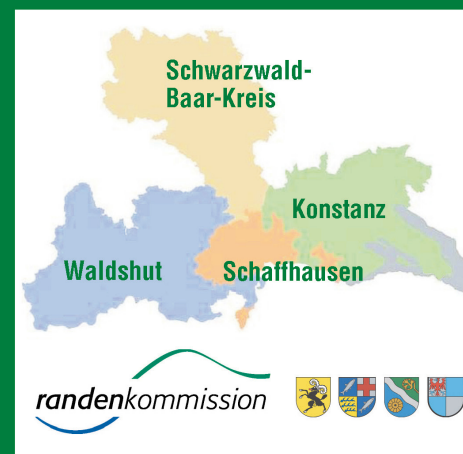 Schwarzwald-
Baar-Kreis
Konstanz
Waldshut
Schaffhausen
randenkommission